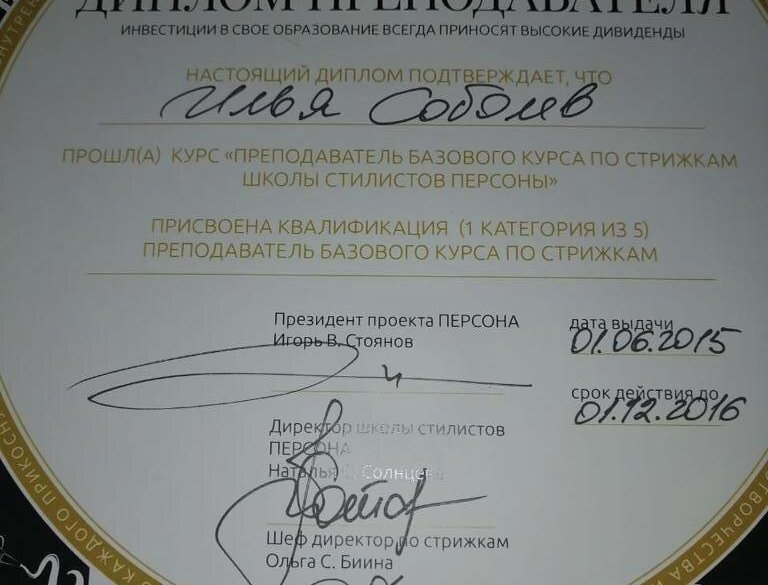 ДИПЛОМ ПРЕПОДАВАТЕЛЯ
ИНВЕСТИЦИИ В СВОЕ ОБРАЗОВАНИЕ ВСЕГДА ПРИНОСЯТ ВЫСОКИЕ ДИВИДЕНДЫ
НАСТОЯЩИЙ ДИПЛОМ ПОДТВЕРЖДАЕТ, ЧТО
Илья Соболев
ПРОШЛ(А) КУРС «ПРЕПОДАВАТЕЛЬ БАЗОВОГО КУРСА ПО СТРИЖКАМ
ШКОЛЫ СТИЛИСТОВ ПЕРСОНЫ»
ПРИСВОЕНА КВАЛИФИКАЦИЯ (1 КАТЕГОРИЯ ИЗ 5)
ПРЕПОДАВАТЕЛЬ БАЗОВОГО КУРСА ПО СТРИЖКАМ
Президент проекта ПЕРСОНА
Игорь В. Стоянов
дата выдачи
01.06.2015
срок действия до
01.12.2016
Директор школы стилистов
ПЕРСОНА
Наталья Солнцева
Шеф директор по стрижкам
Ольга С. Биина
КАЖДОГО